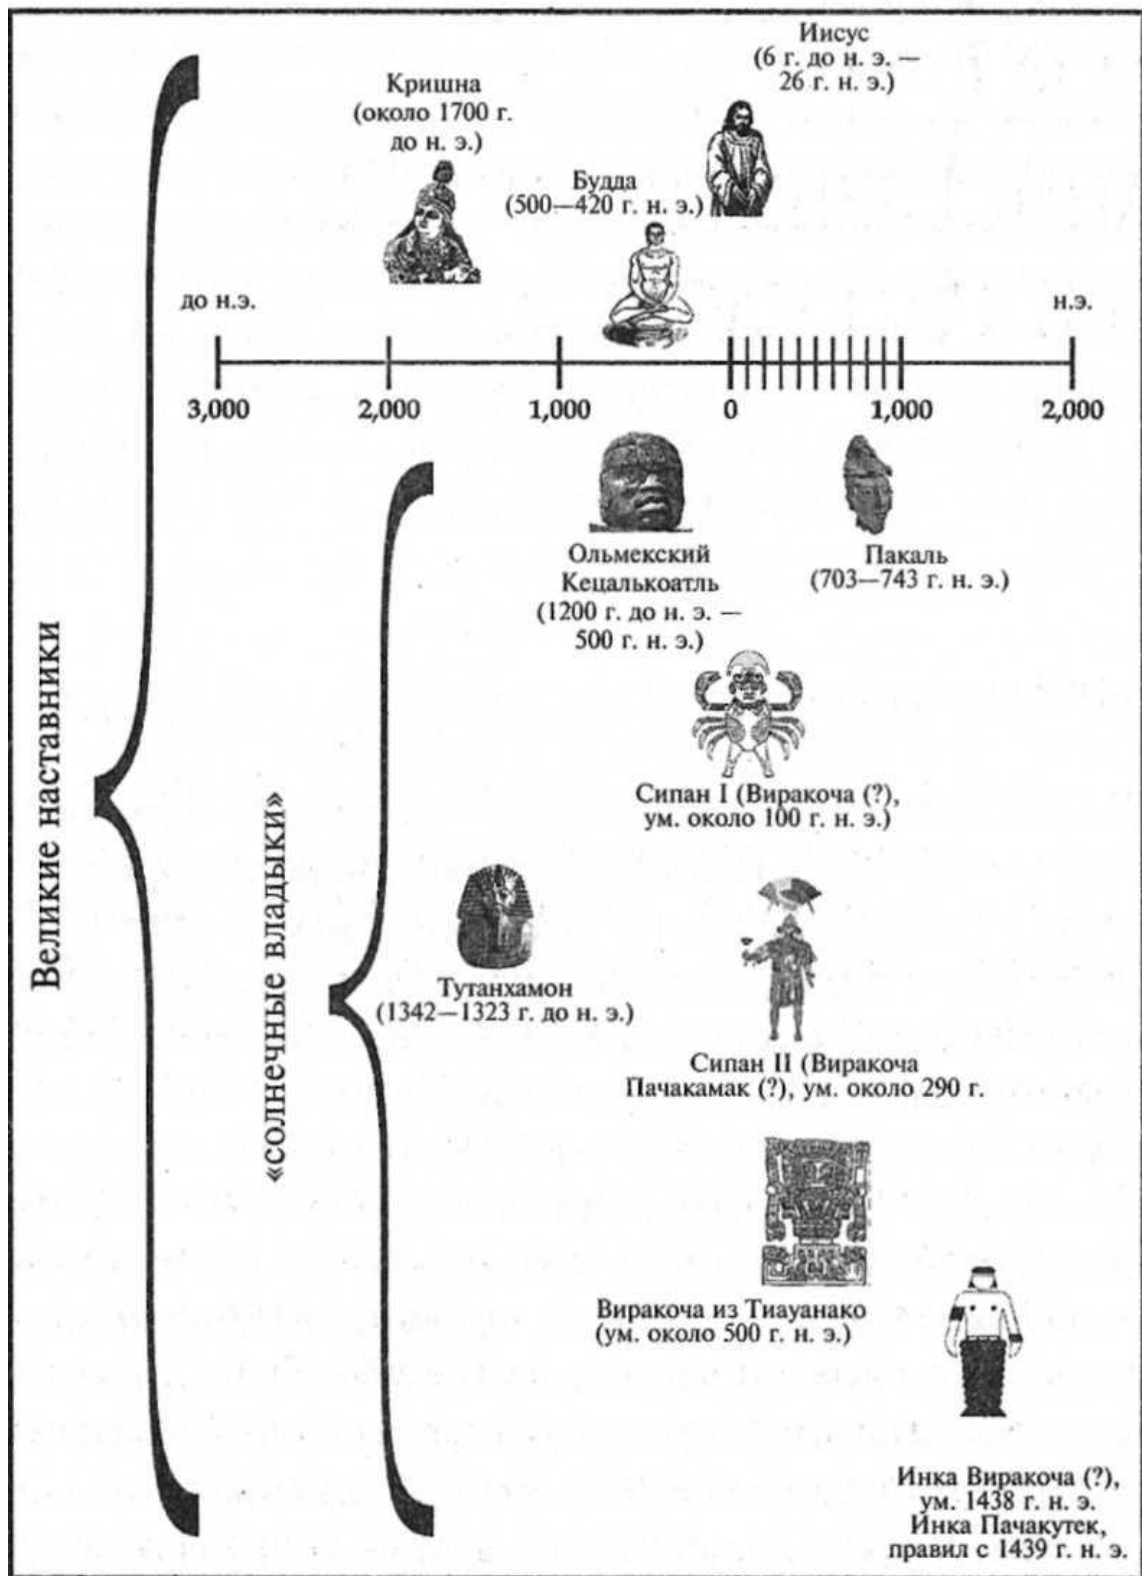 Иисус
(6 г. до н. э. —
26 г. н. э.)
Кришна
(около 1700 г.
до н. э.)
Будда
(500—420 г. н. э.)
до н.э.
н.э.
3,000
2,000
1,000
0
1,000
2,000
Великие наставники
«солнечные владыки»
Ольмекский
Кецалькоатль
(1200 г. до н. э. —
500 г. н. э.)
Пакаль
(703—743 г. н. э.)
Сипан I (Виракоча (?),
ум. около 100 г. н. э.)
Тутанхамон
(1342—1323 г. до н. э.)
Сипан II (Виракоча
Пачакамак (?), ум. около 290 г.
Виракоча из Тиауанако
(ум. около 500 г. н. э.)
Инка Виракоча (?),
ум. 1438 г. н. э.
Инка Пачакутек,
правил с 1439 г. н. э.